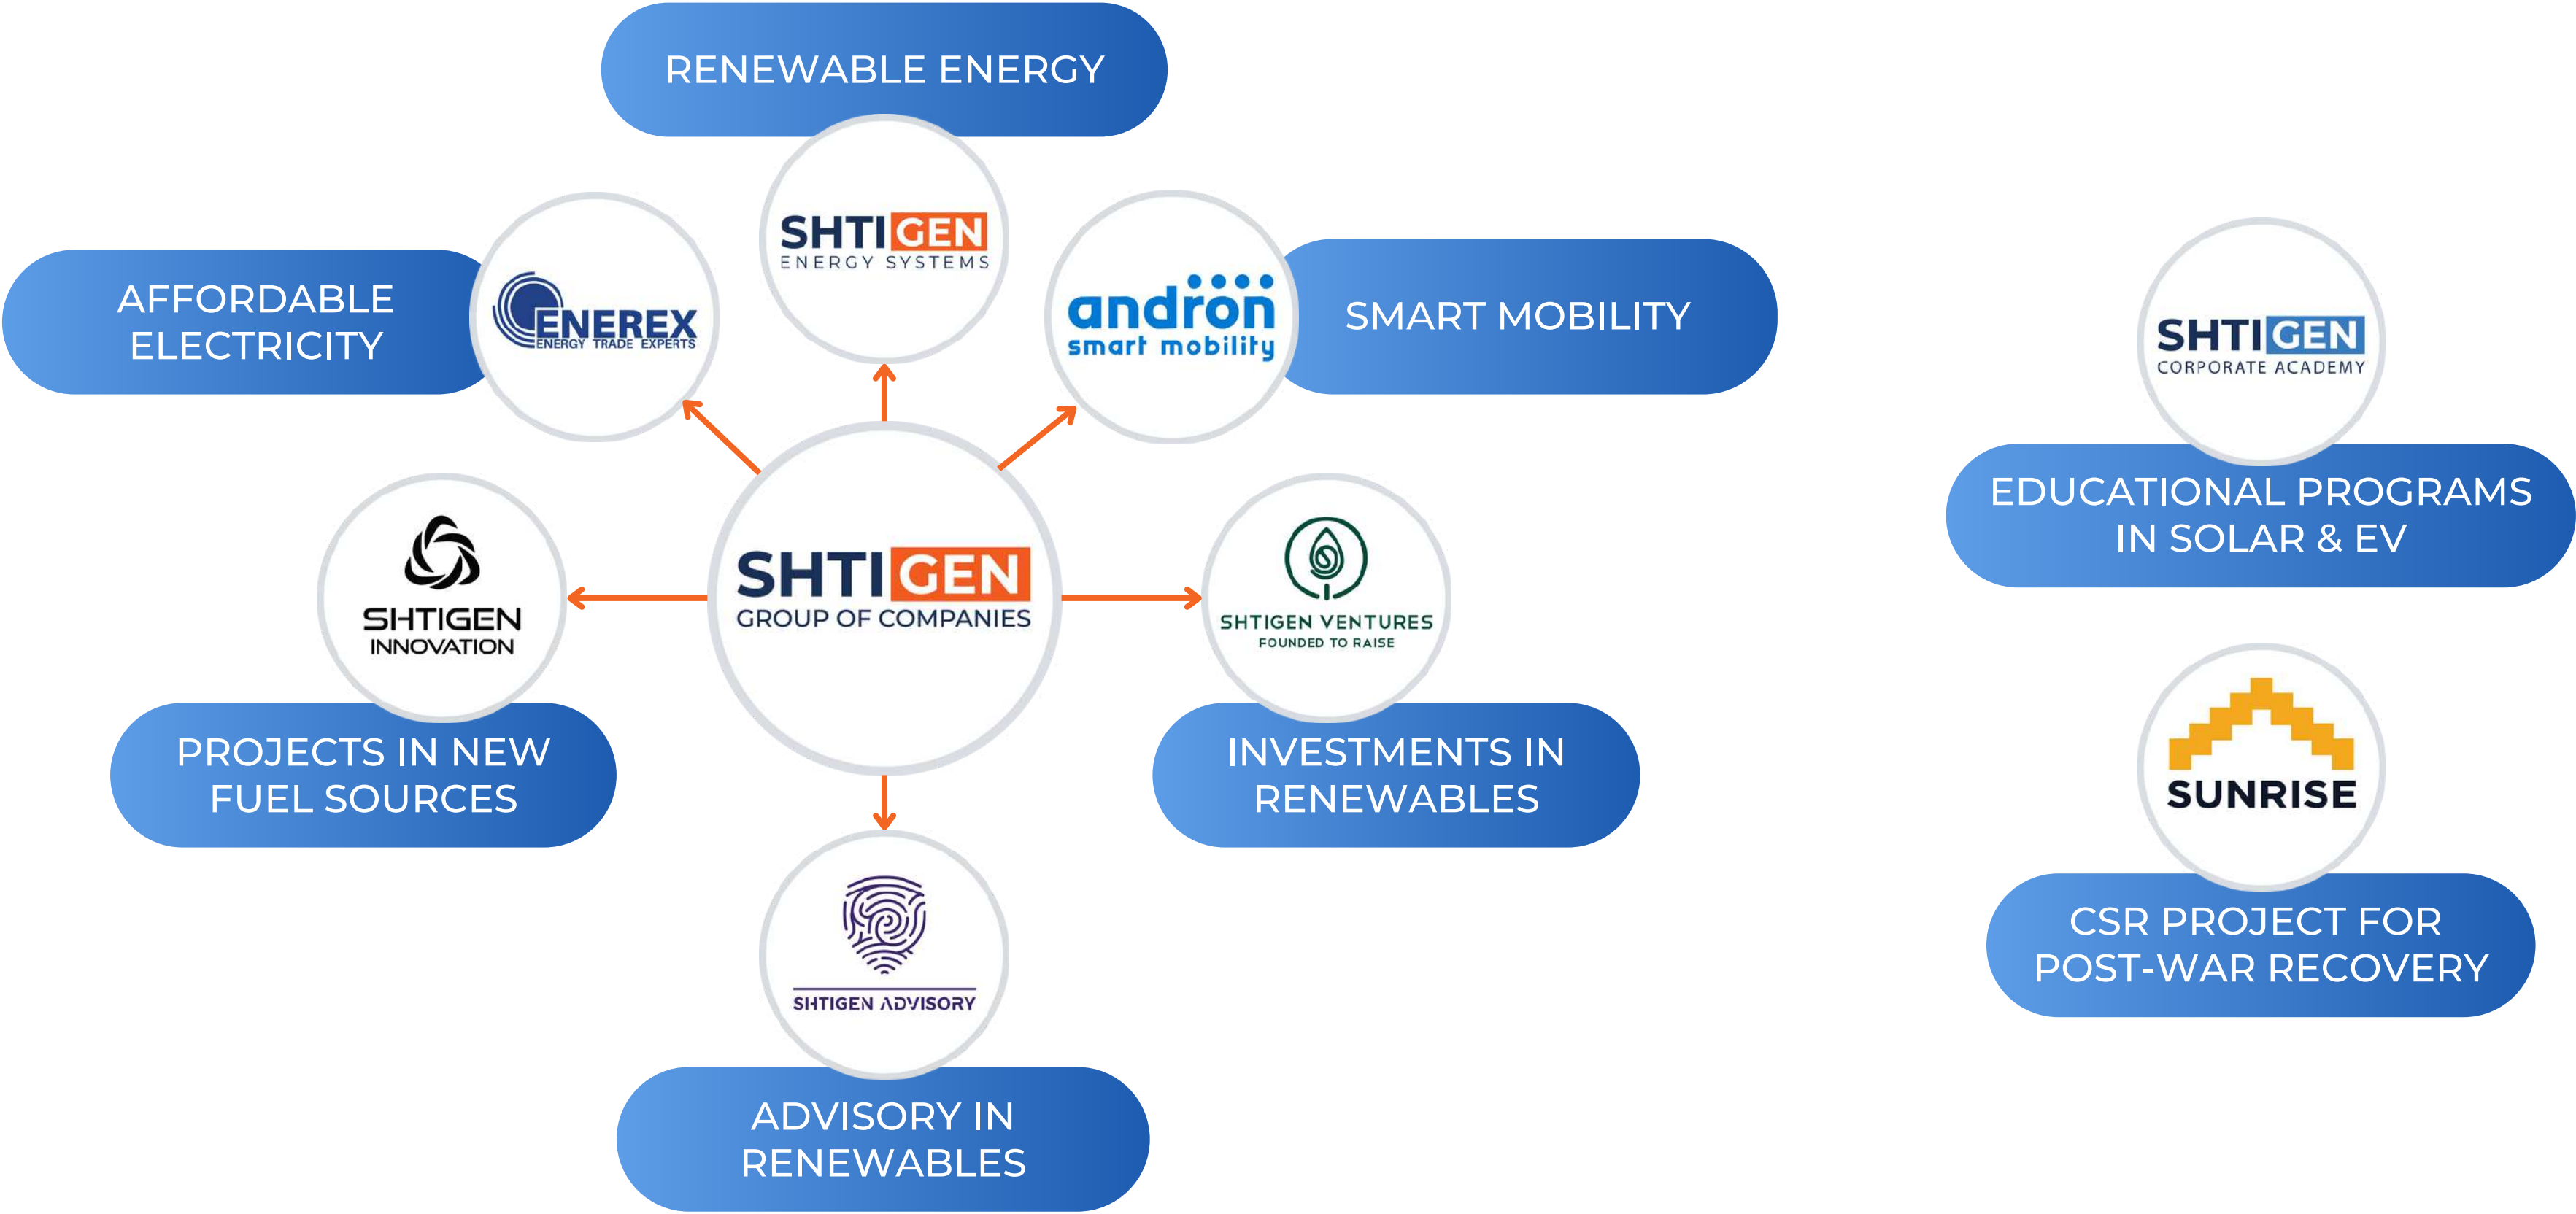 RENEWABLE ENERGY
SHTIGEN
ENERGY SYSTEMS
AFFORDABLE
ELECTRICITY
ENEREX
ENERGY TRADE EXPERTS
andron
smart mobility
SMART MOBILITY
SHTIGEN
INNOVATION
PROJECTS IN NEW
FUEL SOURCES
SHTIGEN
GROUP OF COMPANIES
SHTIGEN VENTURES
FOUNDED TO RAISE
INVESTMENTS IN
RENEWABLES
SHTIGEN ADVISORY
ADVISORY IN
RENEWABLES
SHTIGEN
CORPORATE ACADEMY
EDUCATIONAL PROGRAMS
IN SOLAR & EV
SUNRISE
CSR PROJECT FOR
POST-WAR RECOVERY